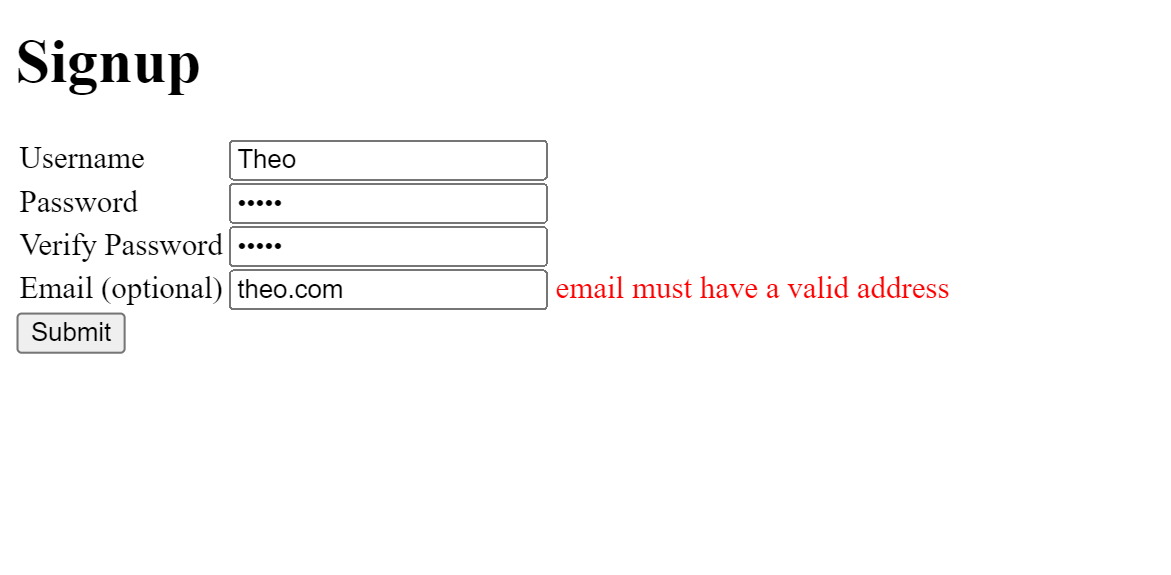 Signup
Username Theo
Password •••••
Verify Password •••••
Email (optional) theo.com email must have a valid address
Submit